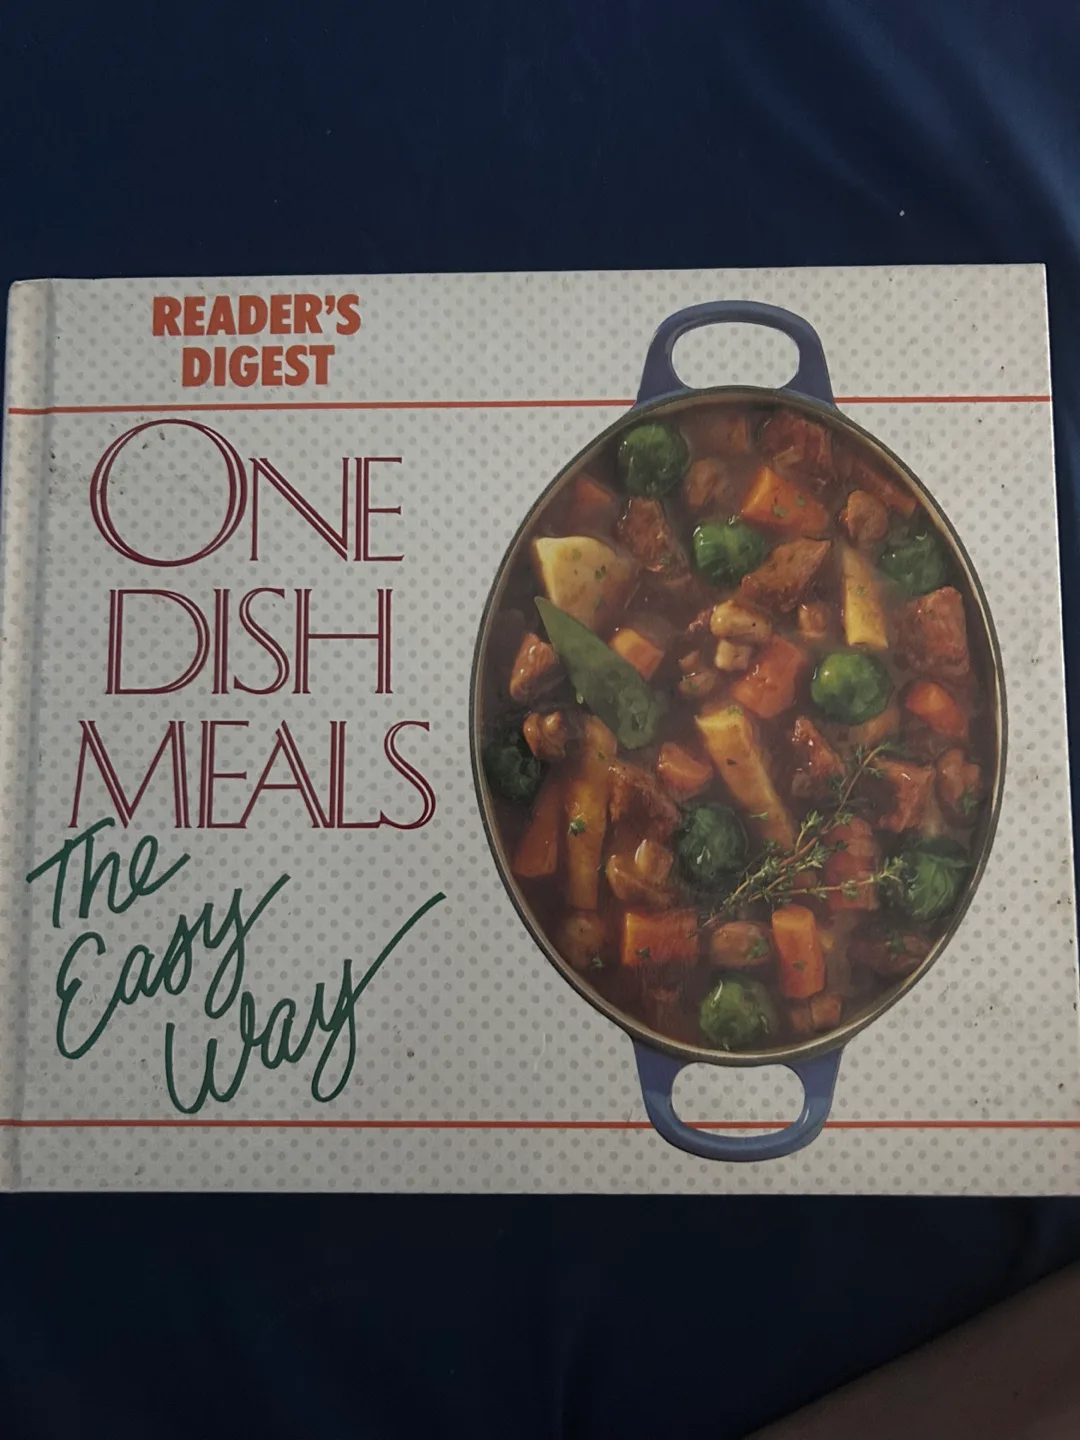 READER'S
DIGEST
ONE
DISH
MEALS
The
Easy
Way